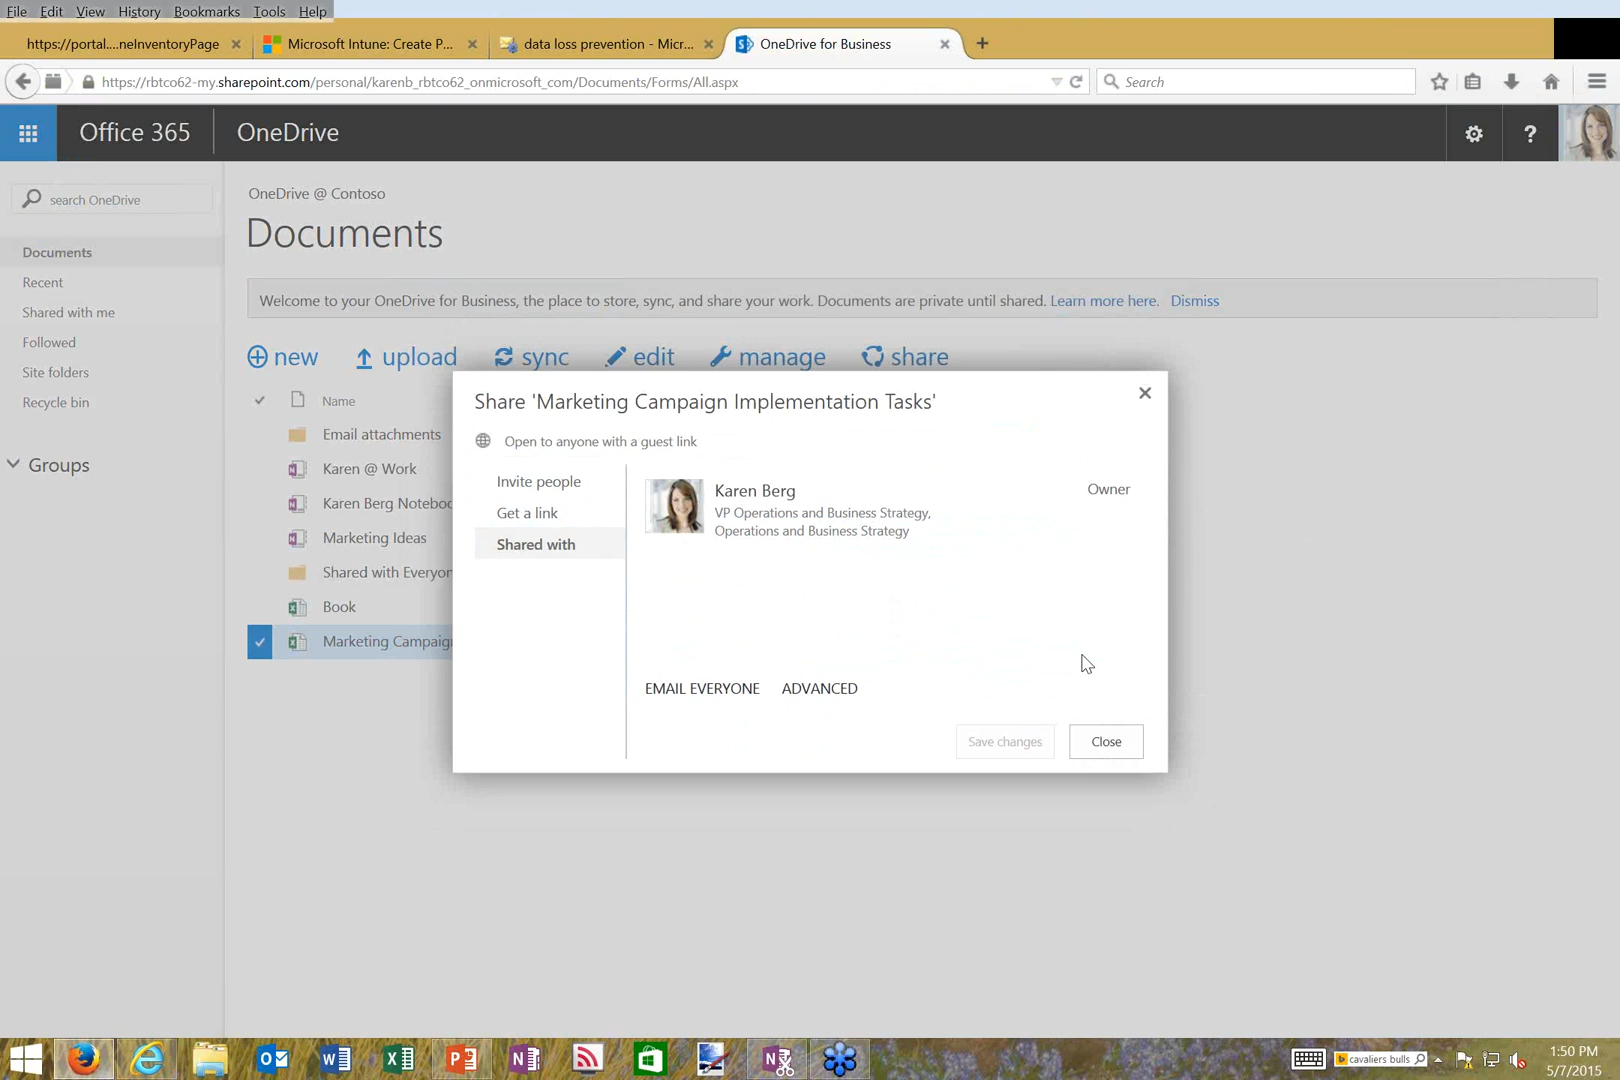 File Edit View History Bookmarks Tools Help
https://portal....neInventoryPage
Microsoft Intune: Create P...
data loss prevention - Micr...
OneDrive for Business
https://rbtco62-my.sharepoint.com/personal/karenb_rbtco62_onmicrosoft_com/Documents/Forms/All.aspx
Search
Office 365
OneDrive
?
search OneDrive
Documents
Recent
Shared with me
Followed
Site folders
Recycle bin
Groups
OneDrive @ Contoso
Documents
Welcome to your OneDrive for Business, the place to store, sync, and share your work. Documents are private until shared. Learn more here. Dismiss
new upload sync edit manage share
Name
Email attachments
Karen @ Work
Karen Berg Noteboo
Marketing Ideas
Shared with Everyon
Book
Marketing Campaig
Share 'Marketing Campaign Implementation Tasks'
Open to anyone with a guest link
Invite people
Get a link
Shared with
Karen Berg
Owner
VP Operations and Business Strategy,
Operations and Business Strategy
EMAIL EVERYONE ADVANCED
Save changes
Close
cavaliers bulls
1:50 PM
5/7/2015